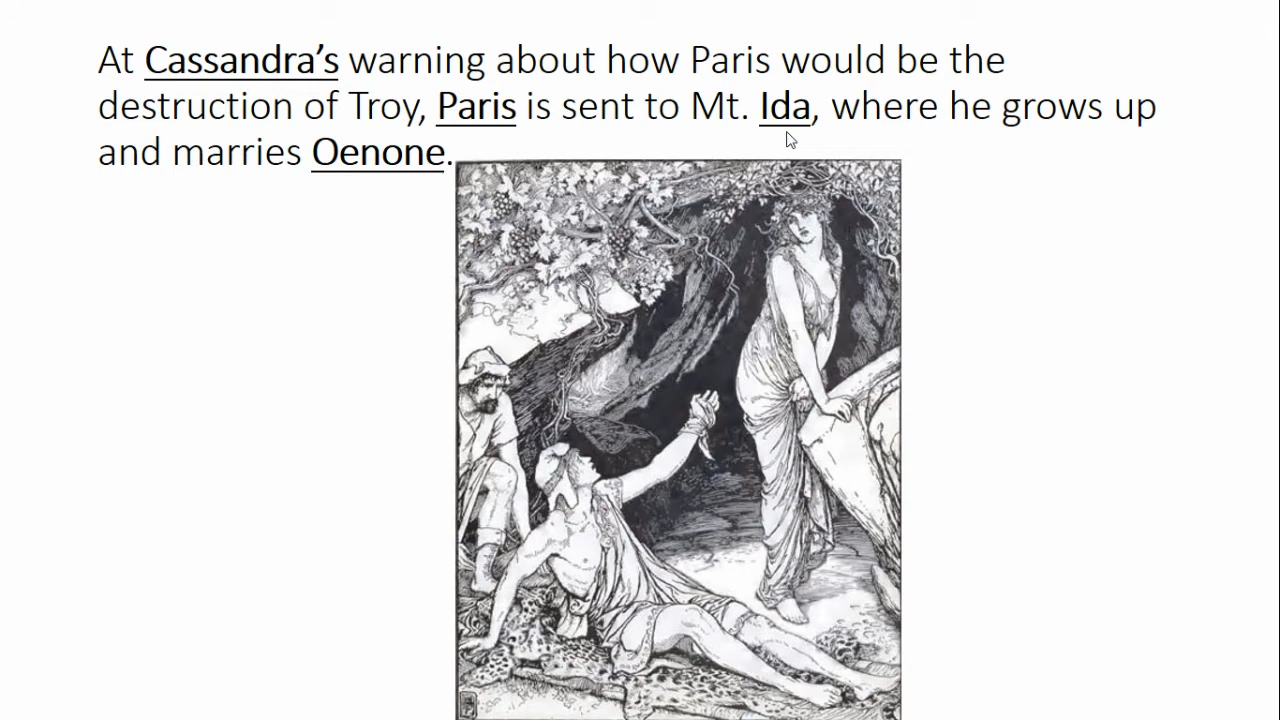 At Cassandra’s warning about how Paris would be the
destruction of Troy, Paris is sent to Mt. Ida, where he grows up
and marries Oenone.